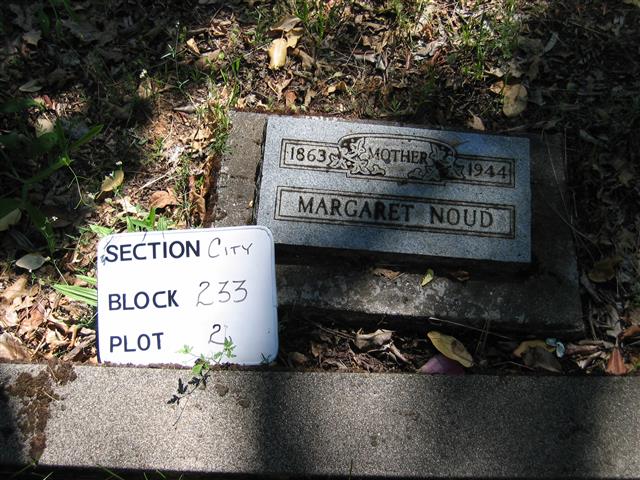 1863 MOTHER 1944
MARGARET NOUD
SECTION CITY
BLOCK 233
PLOT 2